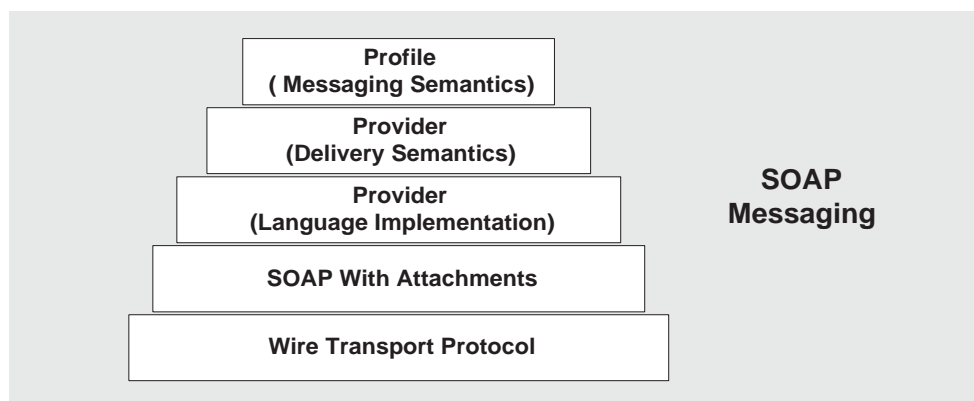 Profile
( Messaging Semantics)
Provider
(Delivery Semantics)
Provider
(Language Implementation)
SOAP With Attachments
Wire Transport Protocol
SOAP
Messaging